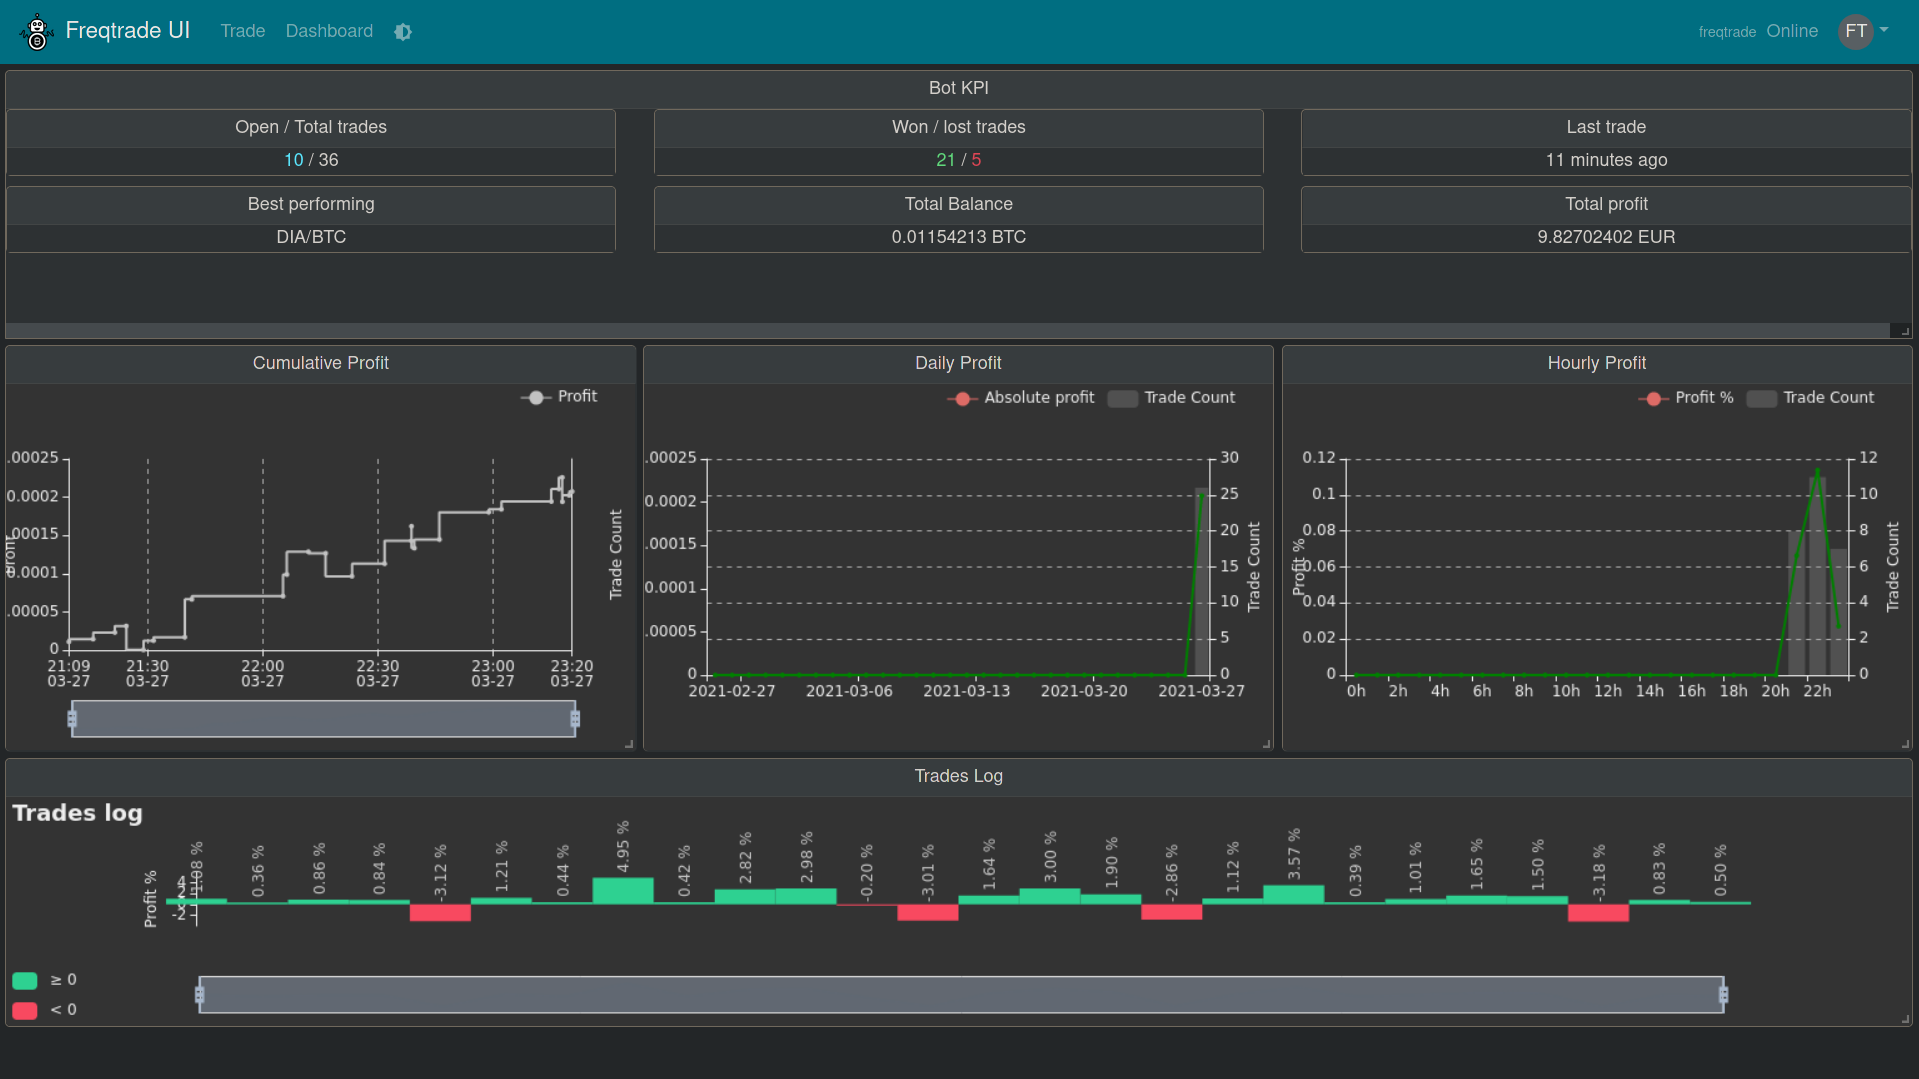 Freqtrade UI Trade Dashboard freqtrade Online FT
Bot KPI
Open / Total trades
10 / 36
Won / lost trades
21 / 5
Last trade
11 minutes ago
Best performing
DIA/BTC
Total Balance
0.01154213 BTC
Total profit
9.82702402 EUR
Cumulative Profit
Profit
.00025
0.0002
.00015
0.0001
.00005
0
Trade Count
21:09 21:30 22:00 22:30 23:00 23:20
03-27 03-27 03-27 03-27 03-27 03-27
Daily Profit
Absolute profit Trade Count
.00025
0.0002
.00015
0.0001
.00005
0
30
25
20
15
10
5
0
Trade Count
2021-02-27 2021-03-06 2021-03-13 2021-03-20 2021-03-27
Hourly Profit
Profit % Trade Count
Profit %
0.12
0.1
0.08
0.06
0.04
0.02
0
12
10
8
6
4
2
0
Trade Count
0h 2h 4h 6h 8h 10h 12h 14h 16h 18h 20h 22h
Trades Log
Trades log
Profit %
4
2
-2
1.08 %
0.36 %
0.86 %
0.84 %
-3.12 %
1.21 %
0.44 %
4.95 %
0.42 %
2.82 %
2.98 %
-0.20 %
-3.01 %
1.64 %
3.00 %
1.90 %
-2.86 %
1.12 %
3.57 %
0.39 %
1.01 %
1.65 %
1.50 %
-3.18 %
0.83 %
0.50 %
≥ 0
< 0